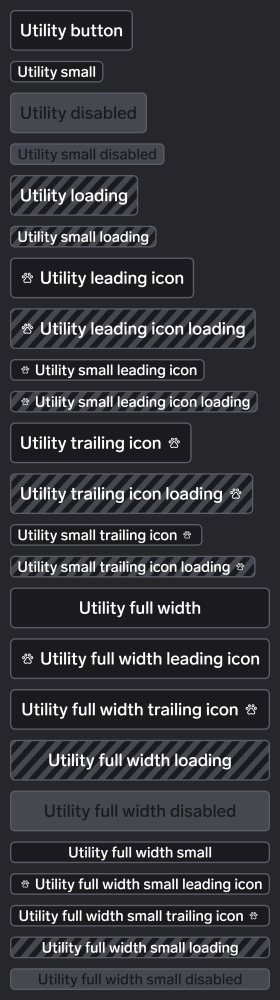 Utility button
Utility small
Utility disabled
Utility small disabled
Utility loading
Utility small loading
Utility leading icon
Utility leading icon loading
Utility small leading icon
Utility small leading icon loading
Utility trailing icon
Utility trailing icon loading
Utility small trailing icon
Utility small trailing icon loading
Utility full width
Utility full width leading icon
Utility full width trailing icon
Utility full width loading
Utility full width disabled
Utility full width small
Utility full width small leading icon
Utility full width small trailing icon
Utility full width small loading
Utility full width small disabled